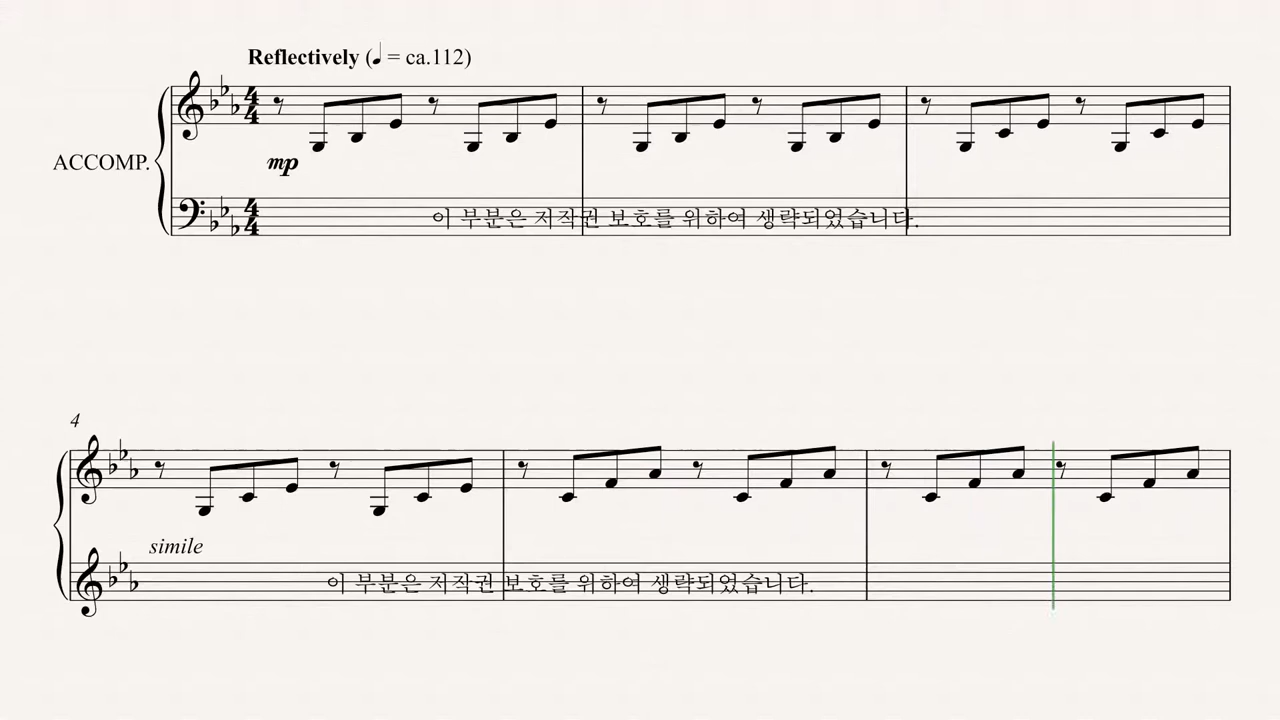 Reflectively (♩ = ca.112)
ACCOMP.
mp
이 부분은 저작권 보호를 위하여 생략되었습니다.
4
simile
이 부분은 저작권 보호를 위하여 생략되었습니다.